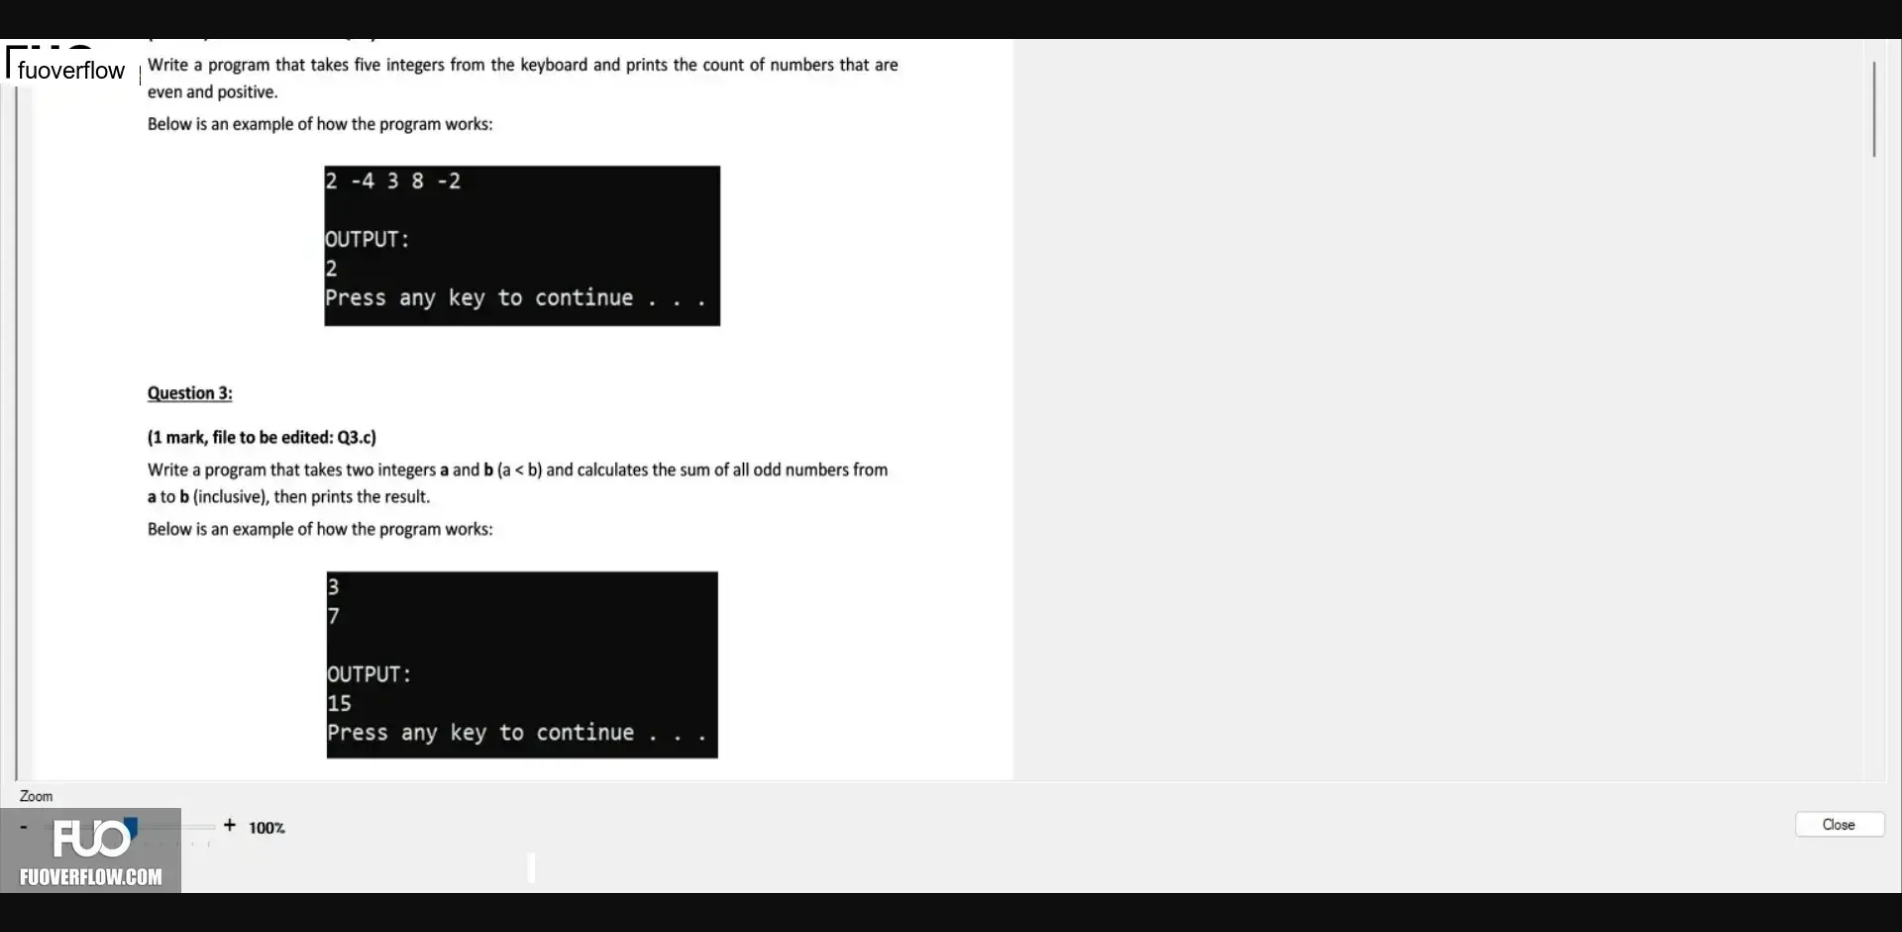 fuoverflow
Write a program that takes five integers from the keyboard and prints the count of numbers that are
even and positive.
Below is an example of how the program works:
2 -4 3 8 -2
OUTPUT:
2
Press any key to continue . . .
Question 3:
(1 mark, file to be edited: Q3.c)
Write a program that takes two integers a and b (a < b) and calculates the sum of all odd numbers from
a to b (inclusive), then prints the result.
Below is an example of how the program works:
3
7
OUTPUT:
15
Press any key to continue . . .
Zoom
- + 100%
Close
FUO
FUOVERFLOW.COM